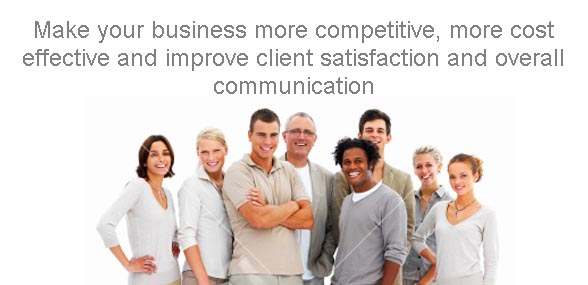 Make your business more competitive, more cost
effective and improve client satisfaction and overall
communication